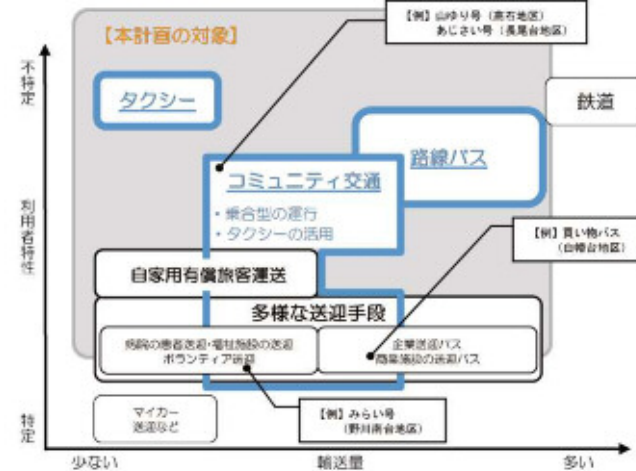 【例】山ゆり号(高石地区)
あじさい号(長尾台地区)
【本計画の対象】
不特定
タクシー
鉄道
路線バス
コミュニティ交通
・乗合型の運行
・タクシーの活用
利用者特性
【例】買い物バス
(白幡台地区)
自家用有償旅客運送
多様な送迎手段
病院の患者送迎・福祉施設の送迎
ボランティア送迎
企業送迎バス
商業施設の送迎バス
マイカー
送迎など
【例】みらい号
(野川南台地区)
特定
少ない
輸送量
多い